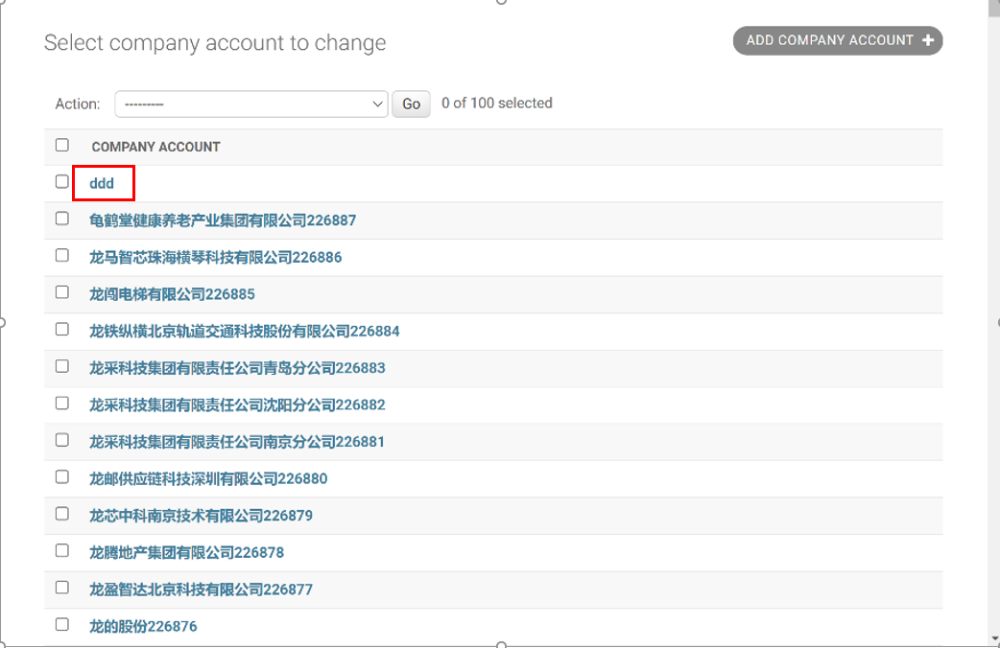 Select company account to change
ADD COMPANY ACCOUNT +
Action: --------- Go 0 of 100 selected
COMPANY ACCOUNT
ddd
龟鹤堂健康养老产业集团有限公司226887
龙马智芯珠海横琴科技有限公司226886
龙闯电梯有限公司226885
龙铁纵横北京轨道交通科技股份有限公司226884
龙采科技集团有限责任公司青岛分公司226883
龙采科技集团有限责任公司沈阳分公司226882
龙采科技集团有限责任公司南京分公司226881
龙邮供应链科技深圳有限公司226880
龙芯中科南京技术有限公司226879
龙腾地产集团有限公司226878
龙盈智达北京科技有限公司226877
龙的股份226876